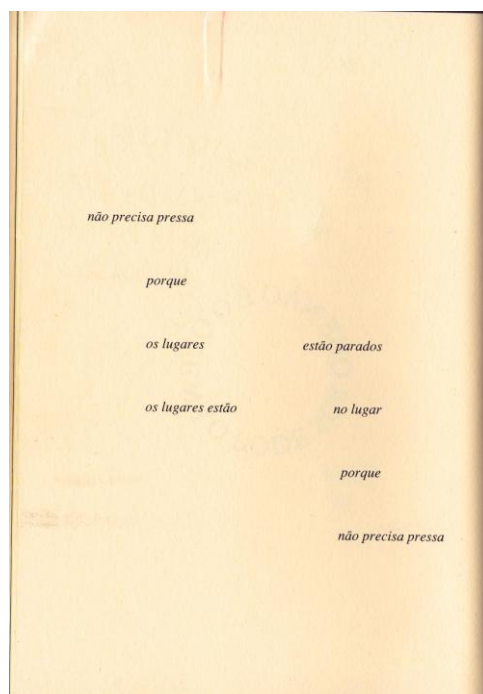 não precisa pressa
porque
os lugares estão parados
os lugares estão no lugar
porque
não precisa pressa